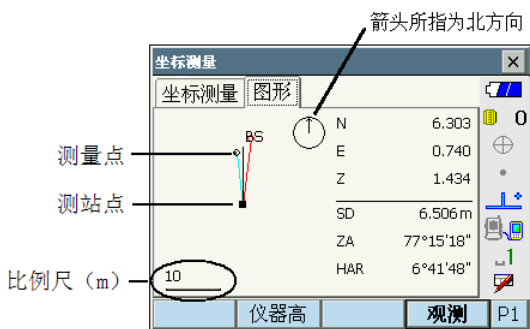 箭头所指为北方向
坐标测量 ×
坐标测量 图形
N 6.303
E 0.740
Z 1.434
SD 6.506m
ZA 77°15'18"
HAR 6°41'48"
0
1
BS
测量点
测站点
比例尺（m）
10
仪器高 观测 P1